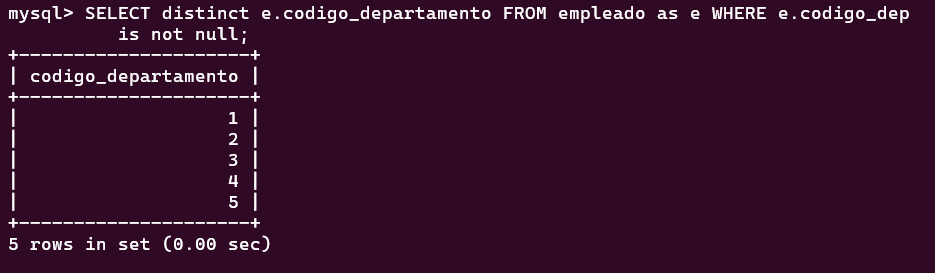 mysql> SELECT distinct e.codigo_departamento FROM empleado as e WHERE e.codigo_dep
is not null;
+---------------------+
| codigo_departamento |
+---------------------+
|                   1 |
|                   2 |
|                   3 |
|                   4 |
|                   5 |
+---------------------+
5 rows in set (0.00 sec)